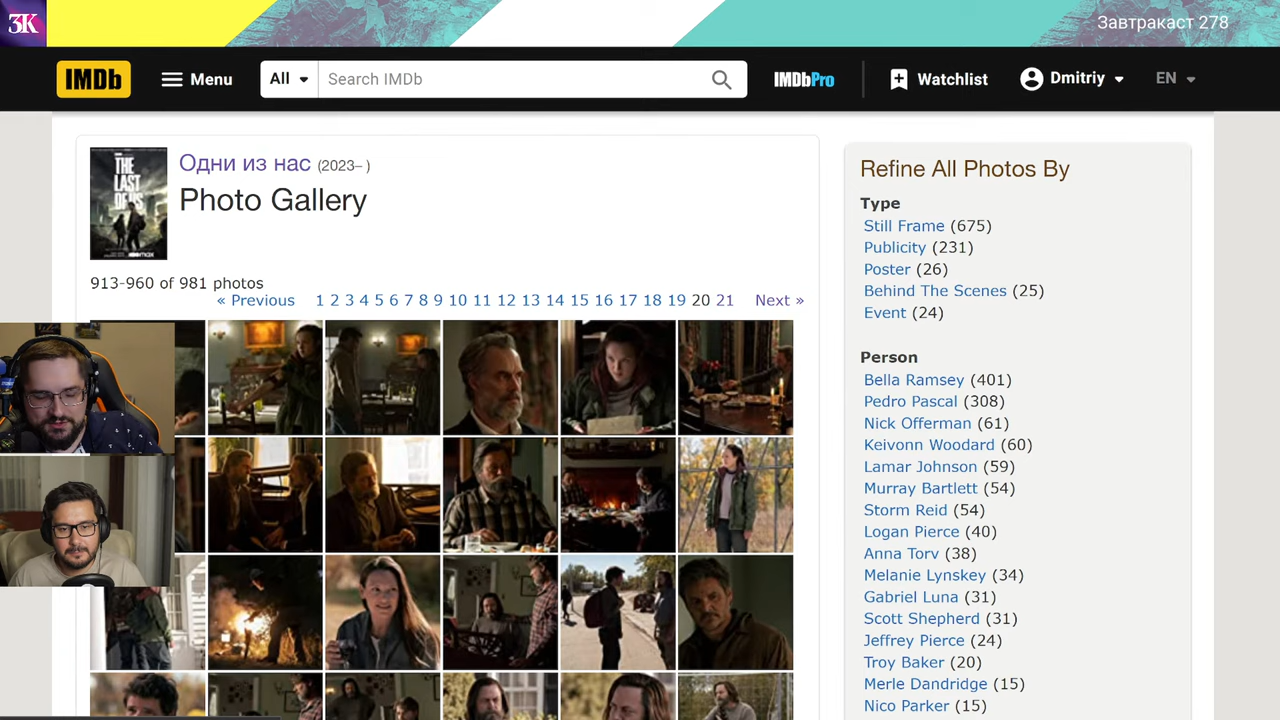 3K
Завтракаст 278
IMDb
Menu
All
Search IMDb
IMDbPro
Watchlist
Dmitriy
EN
THE
LAST
OF US
HBOMAX
Одни из нас (2023– )
Photo Gallery
913-960 of 981 photos
« Previous 1 2 3 4 5 6 7 8 9 10 11 12 13 14 15 16 17 18 19 20 21 Next »
Refine All Photos By
Type
Still Frame (675)
Publicity (231)
Poster (26)
Behind The Scenes (25)
Event (24)
Person
Bella Ramsey (401)
Pedro Pascal (308)
Nick Offerman (61)
Keivonn Woodard (60)
Lamar Johnson (59)
Murray Bartlett (54)
Storm Reid (54)
Logan Pierce (40)
Anna Torv (38)
Melanie Lynskey (34)
Gabriel Luna (31)
Scott Shepherd (31)
Jeffrey Pierce (24)
Troy Baker (20)
Merle Dandridge (15)
Nico Parker (15)